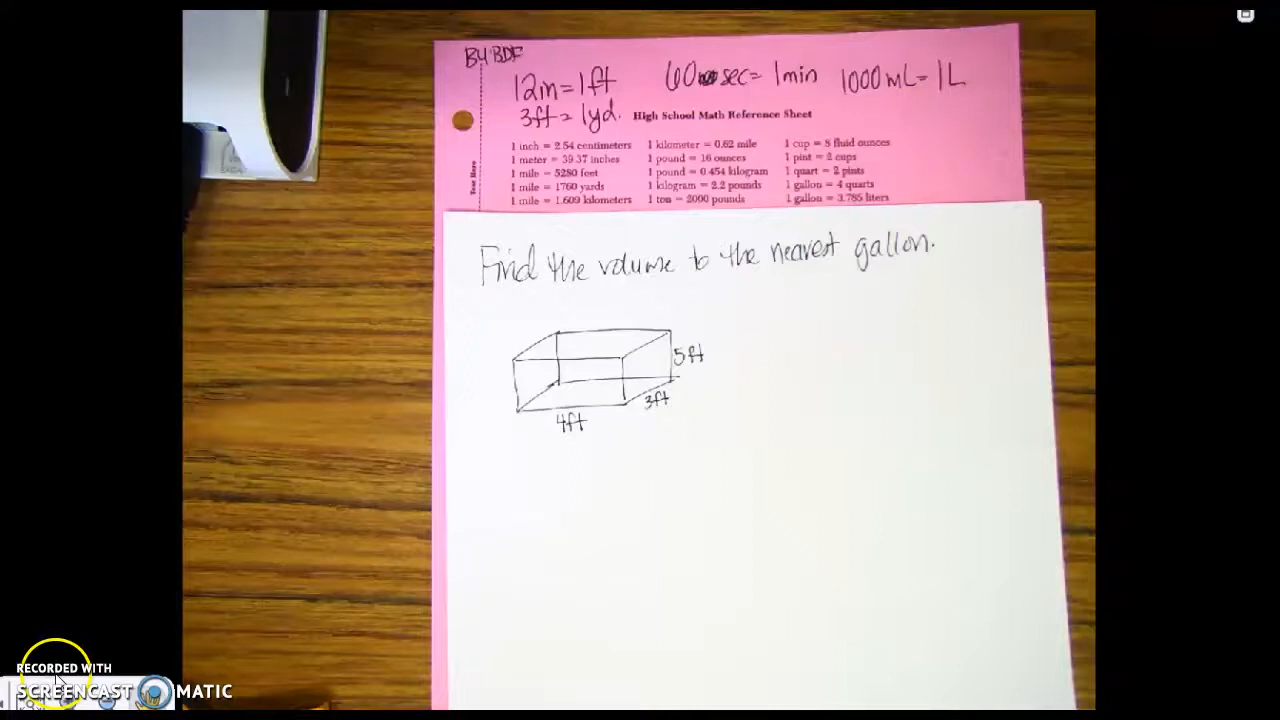 BY BDF
12in = 1ft 60 sec = 1min 1000mL = 1L
3ft = 1yd. High School Math Reference Sheet
1 inch = 2.54 centimeters 1 kilometer = 0.62 mile 1 cup = 8 fluid ounces
1 meter = 39.37 inches 1 pound = 16 ounces 1 pint = 2 cups
1 mile = 5280 feet 1 pound = 0.454 kilogram 1 quart = 2 pints
1 mile = 1760 yards 1 kilogram = 2.2 pounds 1 gallon = 4 quarts
1 mile = 1.609 kilometers 1 ton = 2000 pounds 1 gallon = 3.785 liters
Tear Here
Find the volume to the nearest gallon.
5ft
3ft
4ft
RECORDED WITH
SCREENCAST MATIC